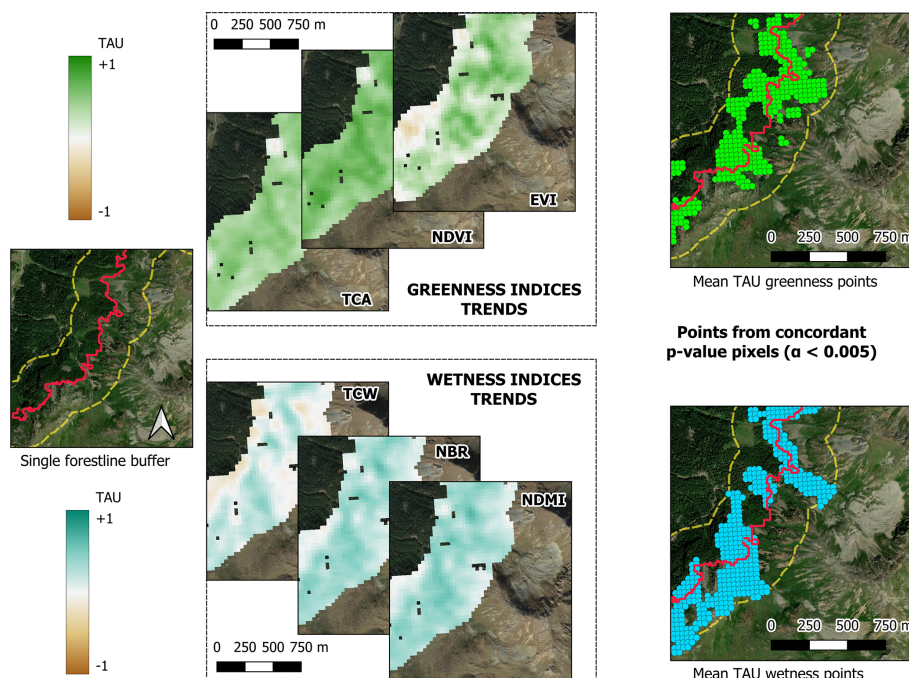 TAU
+1
-1
0 250 500 750 m
TCA
NDVI
EVI
GREENNESS INDICES
TRENDS
0 250 500 750 m
Mean TAU greenness points
Single forestline buffer
Points from concordant
p-value pixels (α < 0.005)
TAU
+1
-1
WETNESS INDICES
TRENDS
TCW
NBR
NDMI
0 250 500 750 m
0 250 500 750 m
Mean TAU wetness points